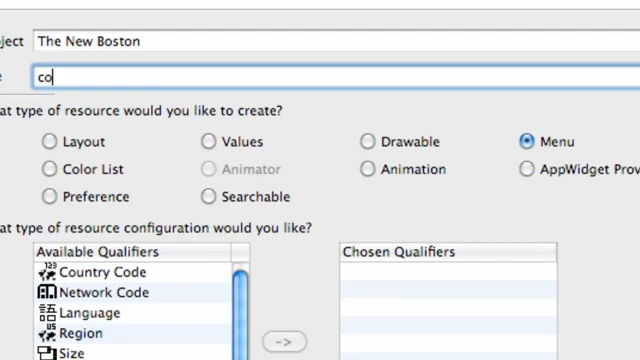 oject The New Boston
e co
at type of resource would you like to create?
Layout Values Drawable Menu
Color List Animator Animation AppWidget Prov
Preference Searchable
at type of resource configuration would you like?
Available Qualifiers Chosen Qualifiers
Country Code
Network Code
Language
Region
Size
->